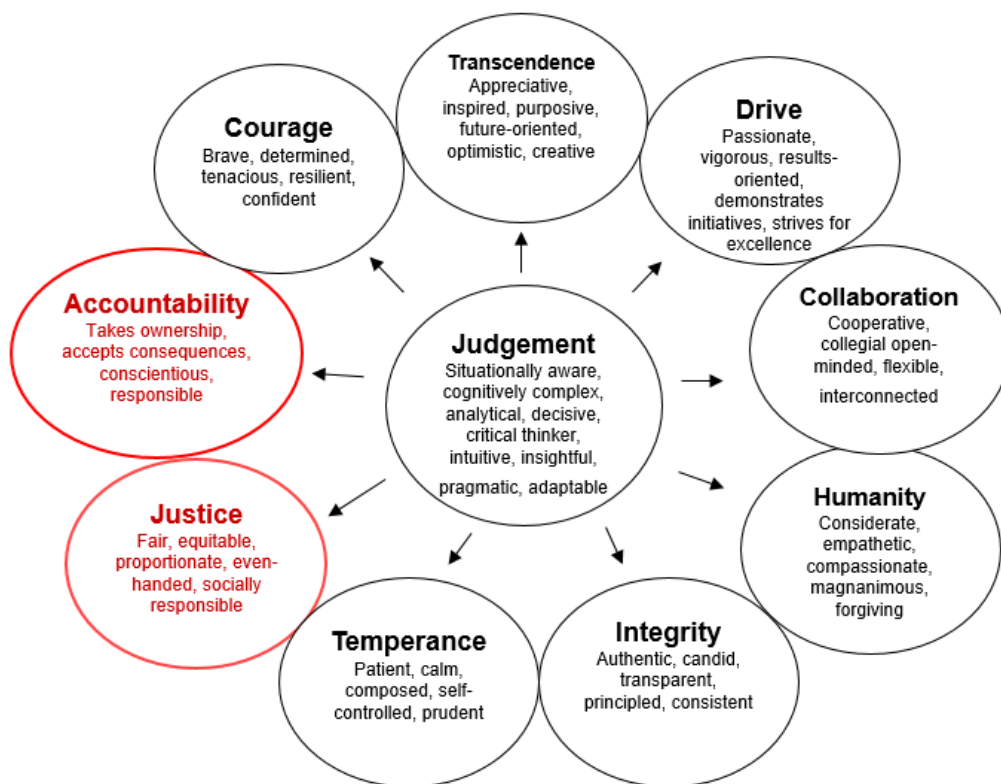 Transcendence
Appreciative,
inspired, purposive,
future-oriented,
optimistic, creative
Drive
Passionate,
vigorous, results-
oriented,
demonstrates
initiatives, strives for
excellence
Courage
Brave, determined,
tenacious, resilient,
confident
Collaboration
Cooperative,
collegial open-
minded, flexible,
interconnected
Accountability
Takes ownership,
accepts consequences,
conscientious,
responsible
Judgement
Situationally aware,
cognitively complex,
analytical, decisive,
critical thinker,
intuitive, insightful,
pragmatic, adaptable
Humanity
Considerate,
empathetic,
compassionate,
magnanimous,
forgiving
Justice
Fair, equitable,
proportionate, even-
handed, socially
responsible
Temperance
Patient, calm,
composed, self-
controlled, prudent
Integrity
Authentic, candid,
transparent,
principled, consistent